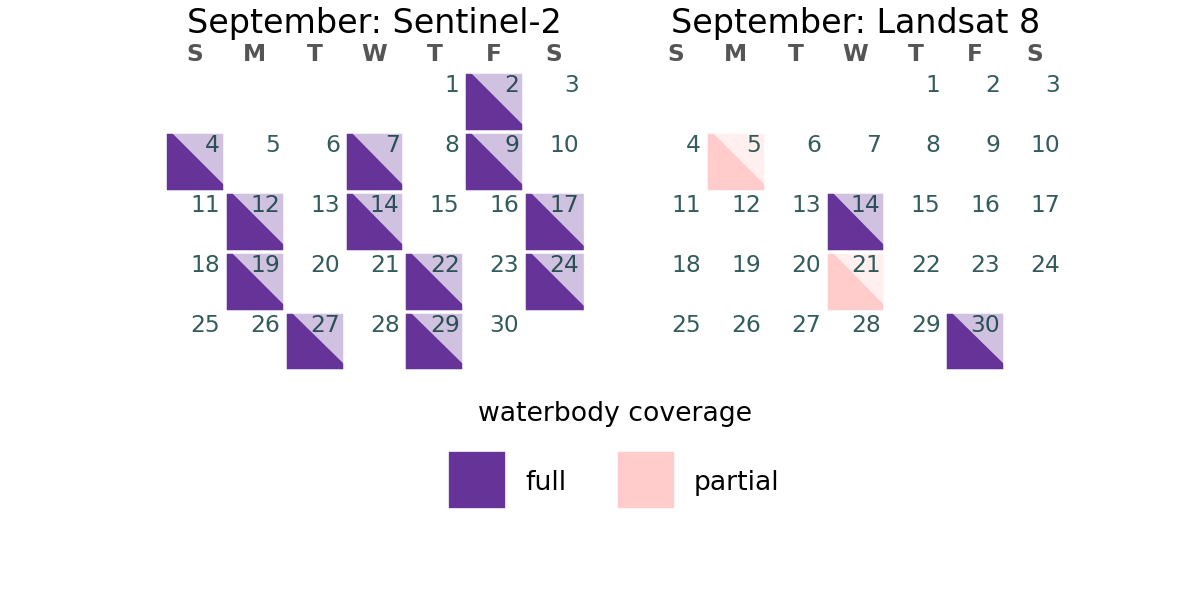 September: Sentinel-2
S M T W T F S
1 2 3
4 5 6 7 8 9 10
11 12 13 14 15 16 17
18 19 20 21 22 23 24
25 26 27 28 29 30
September: Landsat 8
S M T W T F S
1 2 3
4 5 6 7 8 9 10
11 12 13 14 15 16 17
18 19 20 21 22 23 24
25 26 27 28 29 30
waterbody coverage
full
partial